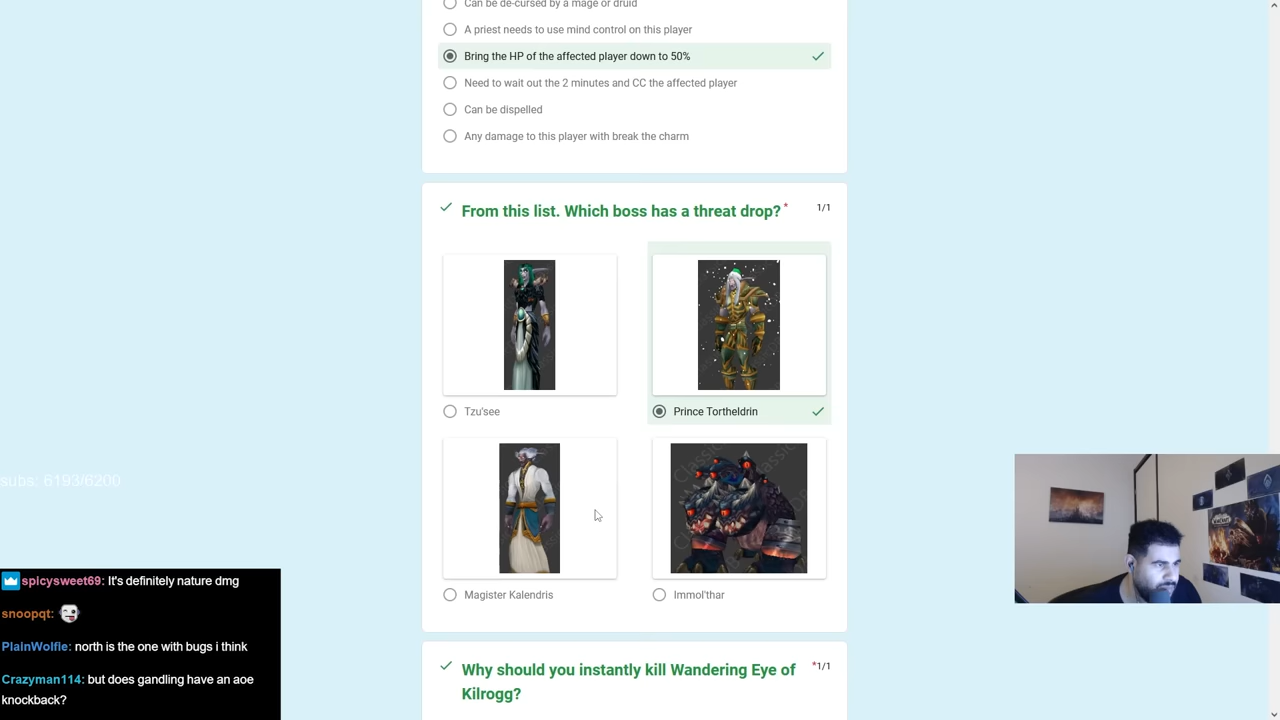 Can be de-cursed by a mage or druid
A priest needs to use mind control on this player
Bring the HP of the affected player down to 50%
Need to wait out the 2 minutes and CC the affected player
Can be dispelled
Any damage to this player with break the charm
From this list. Which boss has a threat drop? *
1/1
Tzu'see
Prince Tortheldrin
Magister Kalendris
Immol'thar
Why should you instantly kill Wandering Eye of
Kilrogg?
*1/1
subs: 6193/6200
spicysweet69: It's definitely nature dmg
snoopqt:
PlainWolfie: north is the one with bugs i think
Crazyman114: but does gandling have an aoe
knockback?